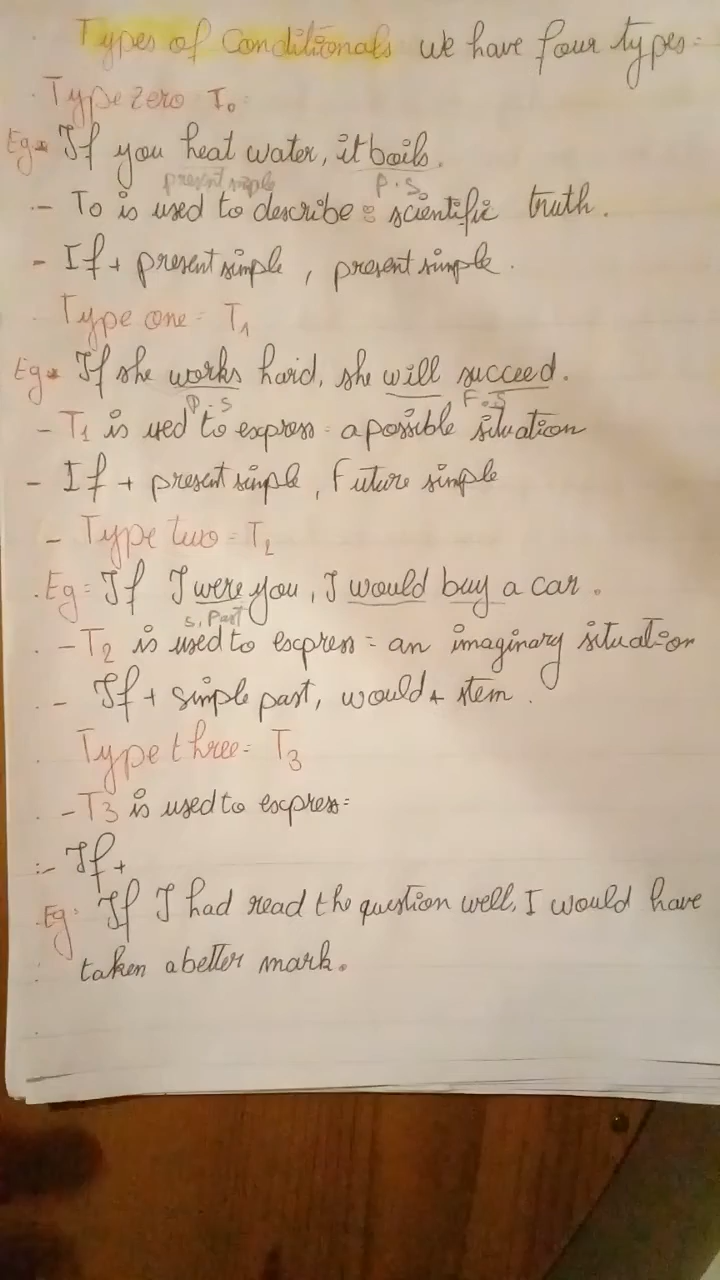 Types of Conditionals we have four types:
Type zero T0
Eg: If you heat water, it boils.
present simple P.S
- T0 is used to describe: scientific truth.
- If + present simple, present simple.
Type one: T1
Eg: If she works hard, she will succeed.
P.S F.S
- T1 is used to express: a possible situation
- If + present simple, Future simple
- Type two: T2
Eg: If I were you, I would buy a car.
S. Past
- T2 is used to express: an imaginary situation
- If + simple past, would + stem.
Type three: T3
- T3 is used to express:
- If +
Eg: If I had read the question well, I would have
taken a better mark.